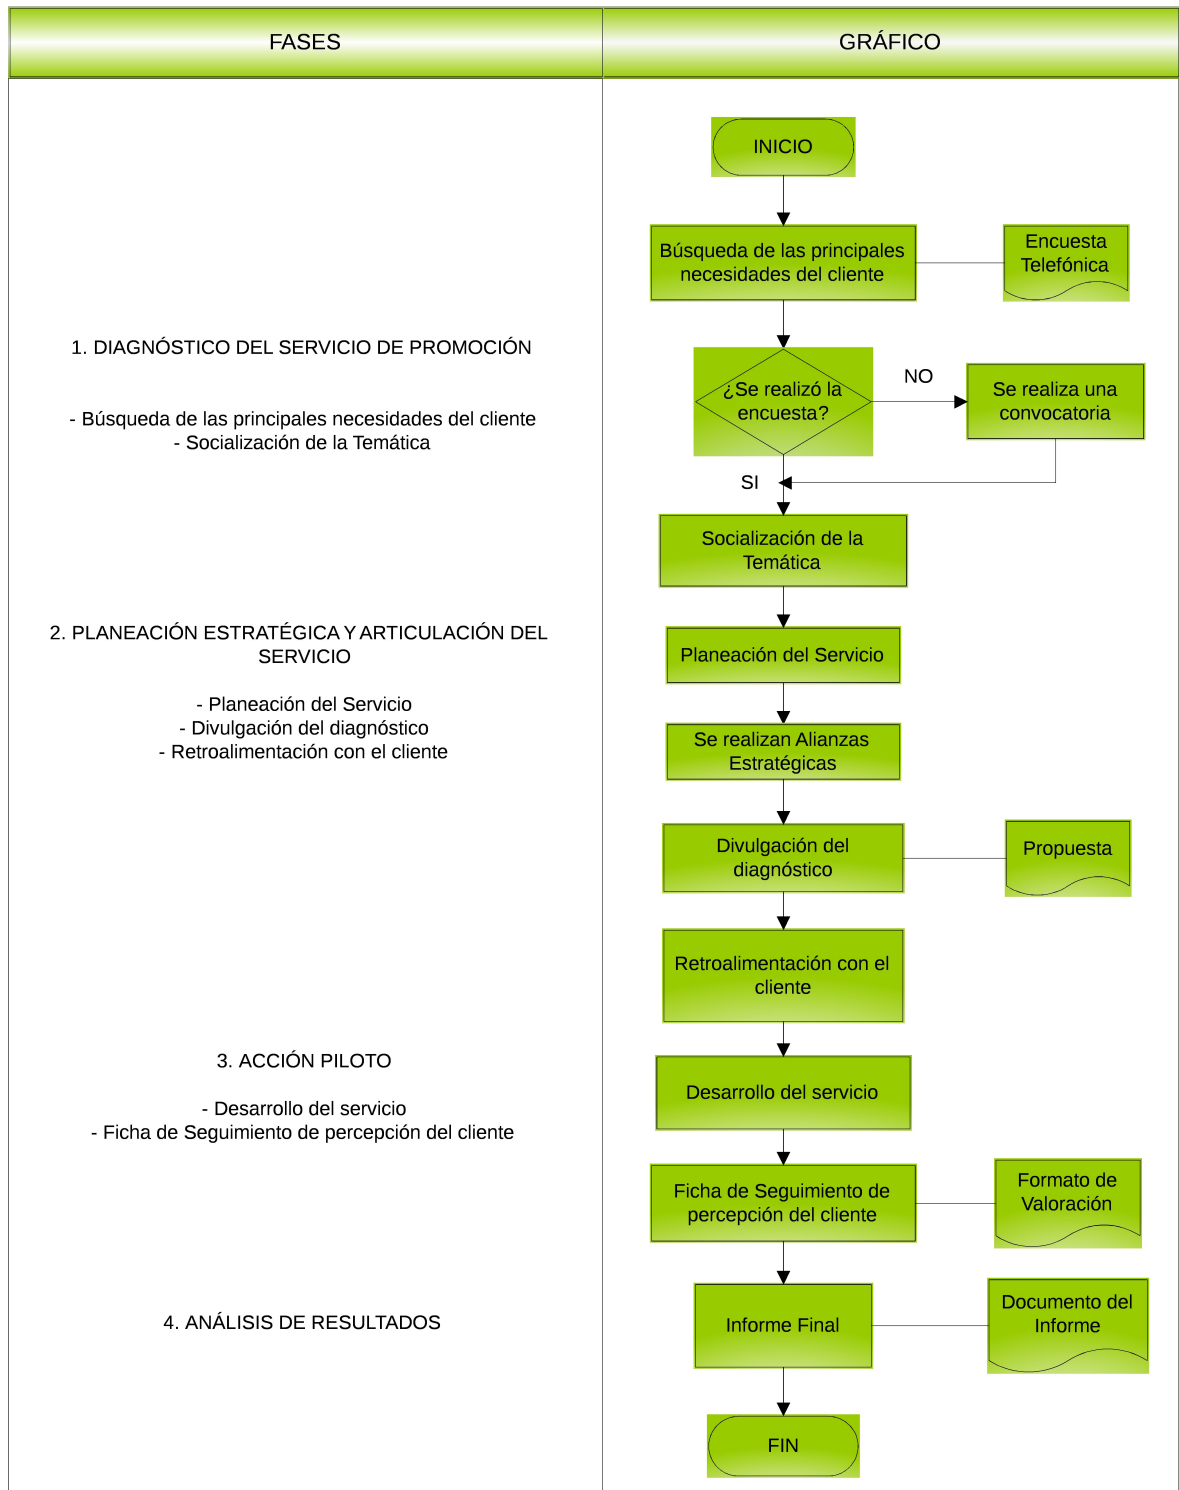 FASES
GRÁFICO
1. DIAGNÓSTICO DEL SERVICIO DE PROMOCIÓN
- Búsqueda de las principales necesidades del cliente
- Socialización de la Temática
2. PLANEACIÓN ESTRATÉGICA Y ARTICULACIÓN DEL
SERVICIO
- Planeación del Servicio
- Divulgación del diagnóstico
- Retroalimentación con el cliente
3. ACCIÓN PILOTO
- Desarrollo del servicio
- Ficha de Seguimiento de percepción del cliente
4. ANÁLISIS DE RESULTADOS
INICIO
Búsqueda de las principales
necesidades del cliente
Encuesta
Telefónica
¿Se realizó la
encuesta?
NO
Se realiza una
convocatoria
SI
Socialización de la
Temática
Planeación del Servicio
Se realizan Alianzas
Estratégicas
Divulgación del
diagnóstico
Propuesta
Retroalimentación con el
cliente
Desarrollo del servicio
Ficha de Seguimiento de
percepción del cliente
Formato de
Valoración
Informe Final
Documento del
Informe
FIN